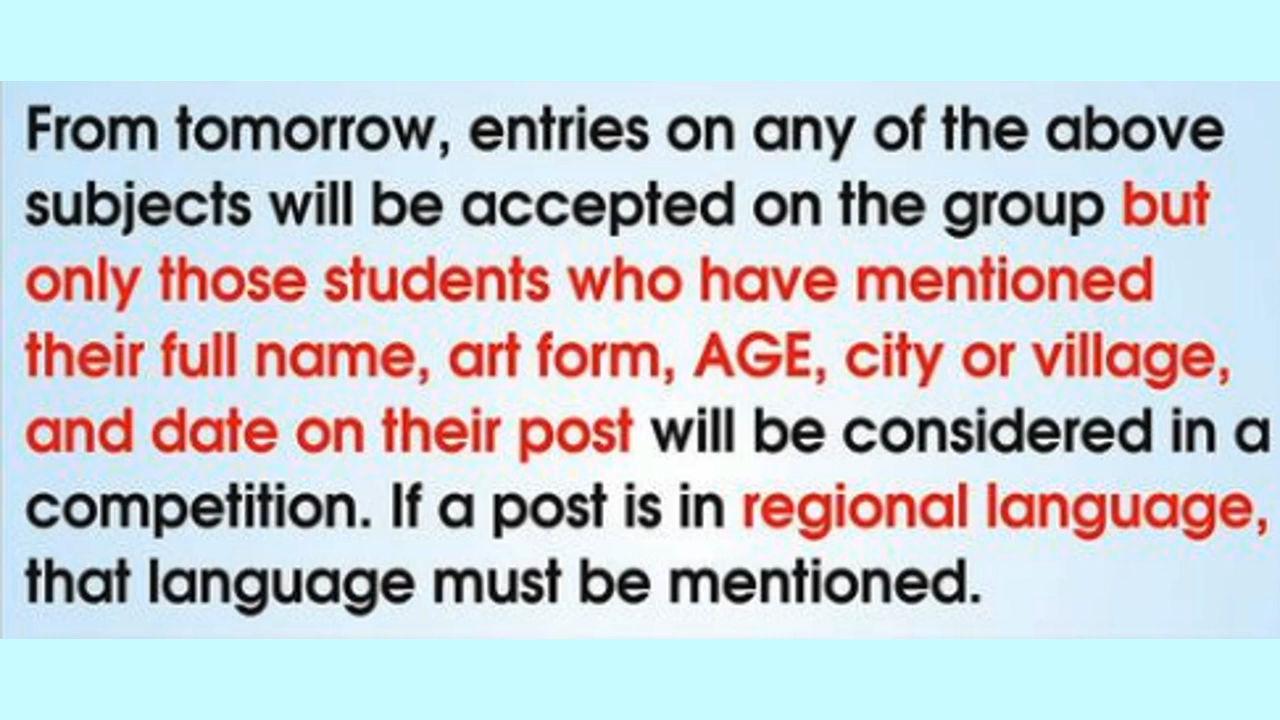 From tomorrow, entries on any of the above
subjects will be accepted on the group but
only those students who have mentioned
their full name, art form, AGE, city or village,
and date on their post will be considered in a
competition. If a post is in regional language,
that language must be mentioned.